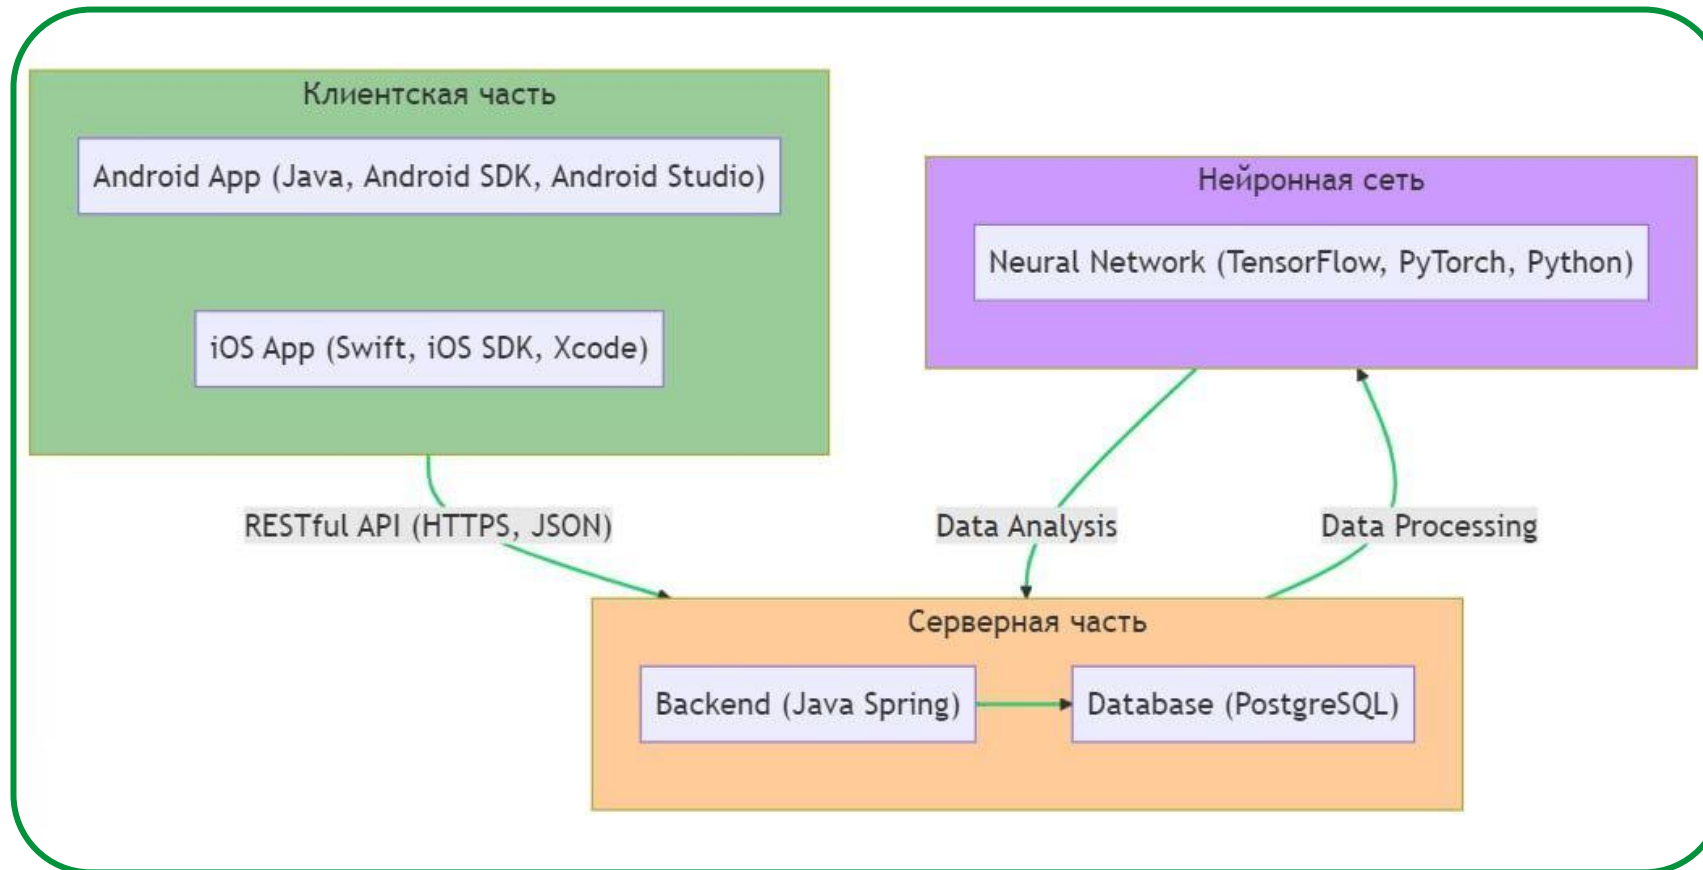 Клиентская часть
Android App (Java, Android SDK, Android Studio)
iOS App (Swift, iOS SDK, Xcode)
Нейронная сеть
Neural Network (TensorFlow, PyTorch, Python)
RESTful API (HTTPS, JSON)
Data Analysis
Data Processing
Серверная часть
Backend (Java Spring)
Database (PostgreSQL)